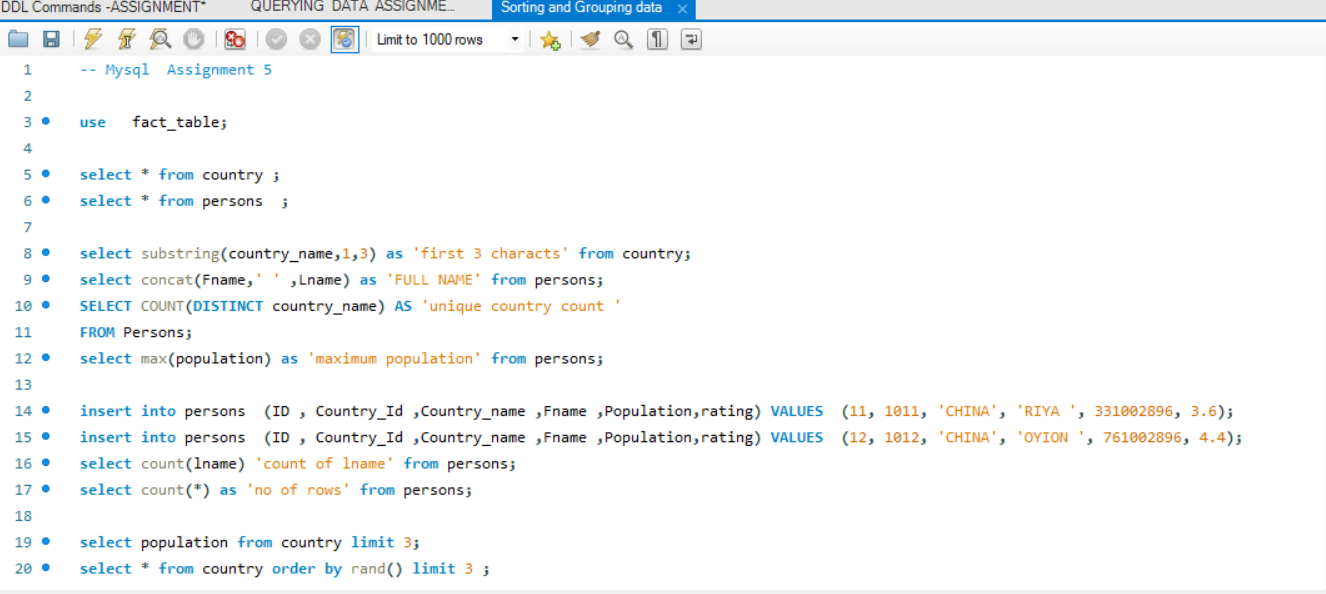 DDL Commands -ASSIGNMENT* QUERYING DATA ASSIGNME... Sorting and Grouping data ×
Limit to 1000 rows
1 -- Mysql  Assignment 5
2
3 use   fact_table;
4
5 select * from country ;
6 select * from persons  ;
7
8 select substring(country_name,1,3) as 'first 3 characts' from country;
9 select concat(Fname,' ' ,Lname) as 'FULL NAME' from persons;
10 SELECT COUNT(DISTINCT country_name) AS 'unique country count '
11 FROM Persons;
12 select max(population) as 'maximum population' from persons;
13
14 insert into persons  (ID , Country_Id ,Country_name ,Fname ,Population,rating) VALUES  (11, 1011, 'CHINA', 'RIYA ', 331002896, 3.6);
15 insert into persons  (ID , Country_Id ,Country_name ,Fname ,Population,rating) VALUES  (12, 1012, 'CHINA', 'OYION ', 761002896, 4.4);
16 select count(lname) 'count of lname' from persons;
17 select count(*) as 'no of rows' from persons;
18
19 select population from country limit 3;
20 select * from country order by rand() limit 3 ;